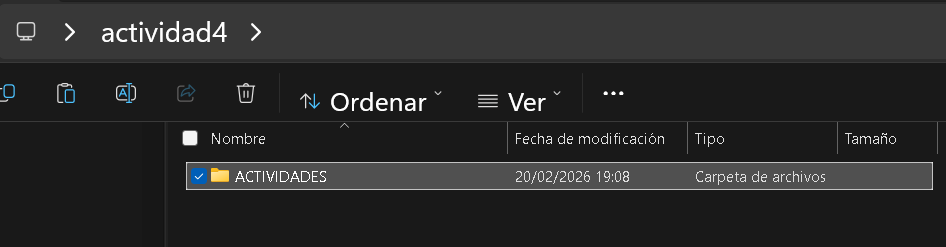 actividad4
Ordenar Ver
Nombre Fecha de modificación Tipo Tamaño
ACTIVIDADES 20/02/2026 19:08 Carpeta de archivos